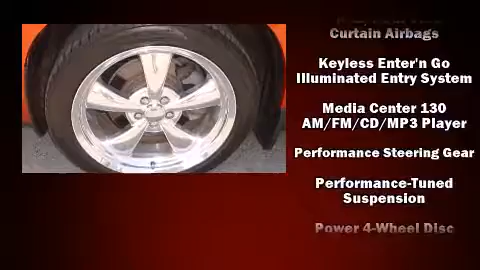 Curtain Airbags
Keyless Enter'n Go
Illuminated Entry System
Media Center 130
AM/FM/CD/MP3 Player
Performance Steering Gear
Performance-Tuned
Suspension
Power 4-Wheel Disc